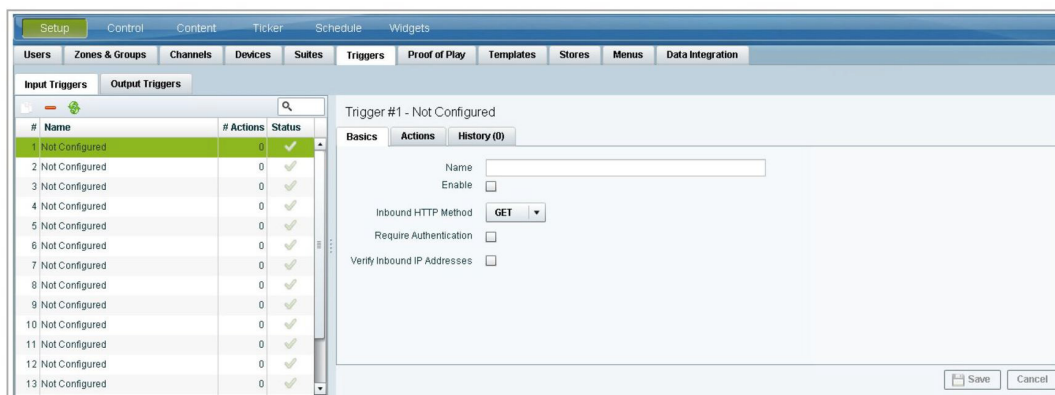 Setup Control Content Ticker Schedule Widgets
Users Zones & Groups Channels Devices Suites Triggers Proof of Play Templates Stores Menus Data Integration
Input Triggers Output Triggers
# Name # Actions Status
1 Not Configured 0
2 Not Configured 0
3 Not Configured 0
4 Not Configured 0
5 Not Configured 0
6 Not Configured 0
7 Not Configured 0
8 Not Configured 0
9 Not Configured 0
10 Not Configured 0
11 Not Configured 0
12 Not Configured 0
13 Not Configured 0
Trigger #1 - Not Configured
Basics Actions History (0)
Name
Enable
Inbound HTTP Method GET
Require Authentication
Verify Inbound IP Addresses
Save Cancel